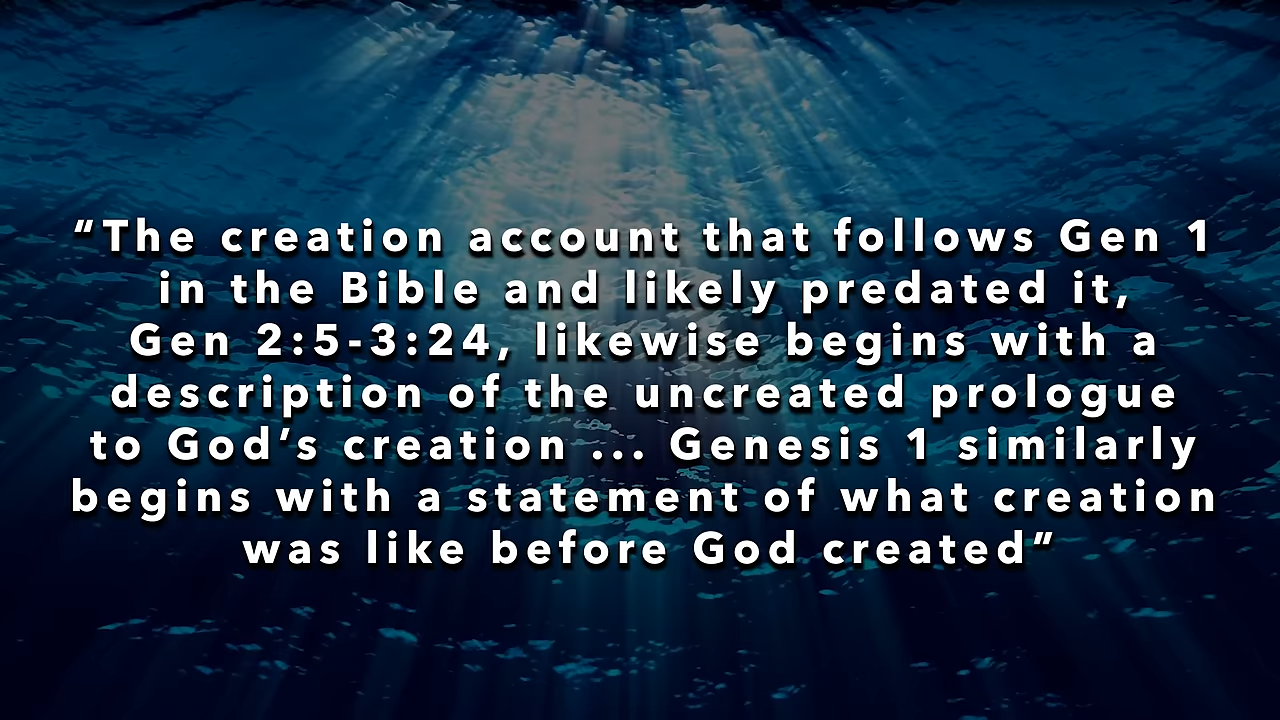 “The creation account that follows Gen 1
in the Bible and likely predated it,
Gen 2:5-3:24, likewise begins with a
description of the uncreated prologue
to God’s creation ... Genesis 1 similarly
begins with a statement of what creation
was like before God created”